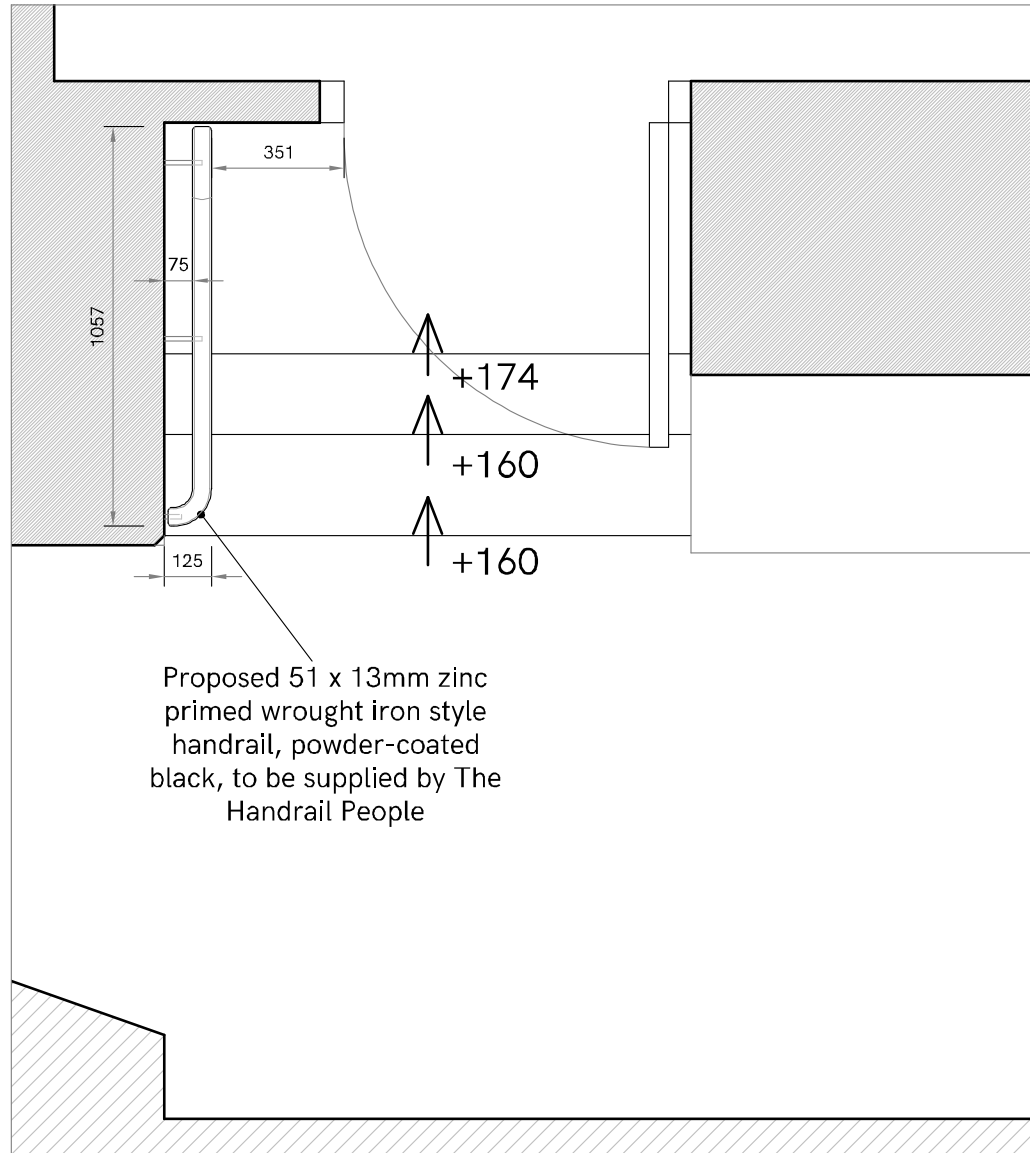 351
75
1057
+174
+160
+160
125
Proposed 51 x 13mm zinc
primed wrought iron style
handrail, powder-coated
black, to be supplied by The
Handrail People